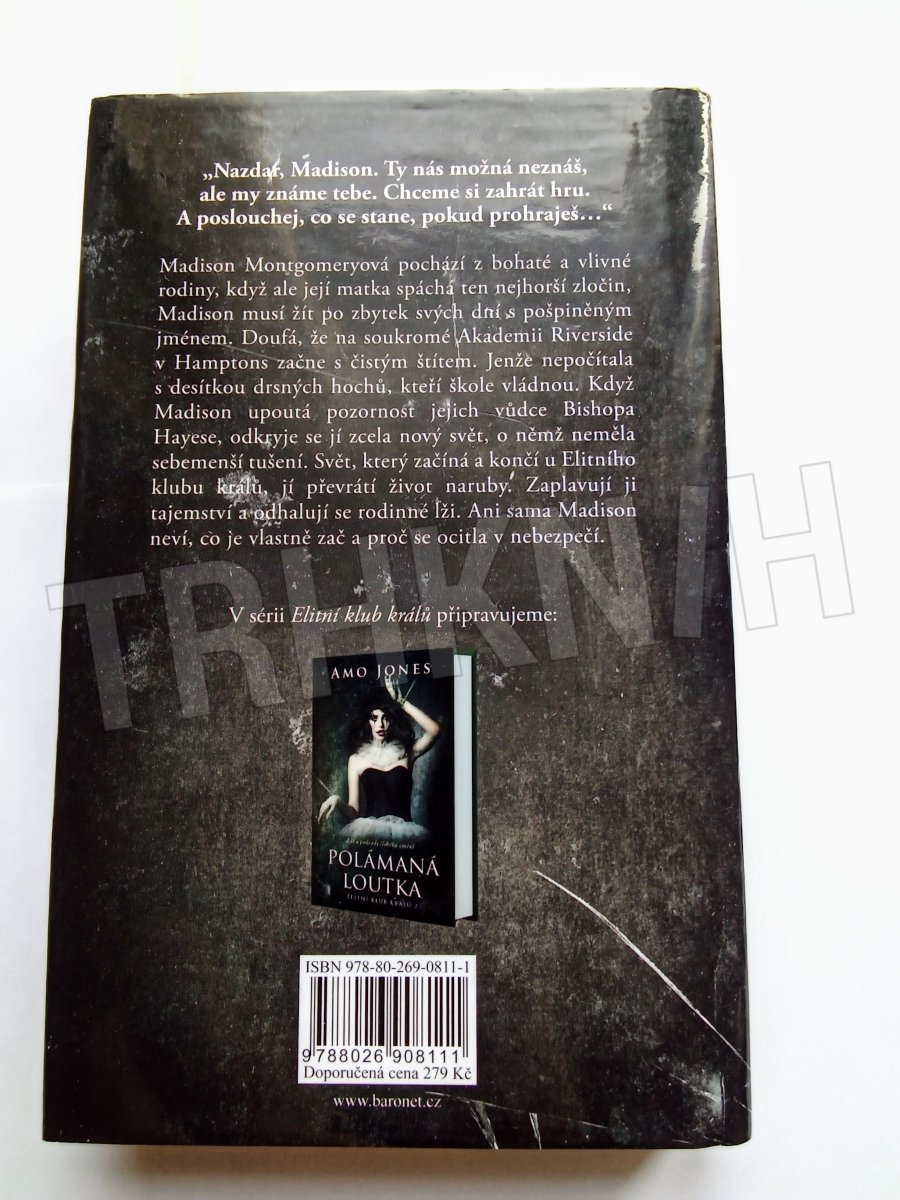 „Nazdar, Madison. Ty nás možná neznáš,
ale my známe tebe. Chceme si zahrát hru.
A poslouchej, co se stane, pokud prohraješ…“
Madison Montgomeryová pochází z bohaté a vlivné
rodiny, když ale její matka spáchá ten nejhorší zločin,
Madison musí žít po zbytek svých dní s pošpiněným
jménem. Doufá, že na soukromé Akademii Riverside
v Hamptons začne s čistým štítem. Jenže nepočítala
s desítkou drsných hochů, kteří škole vládnou. Když
Madison upoutá pozornost jejich vůdce Bishopa
Hayese, odkryje se jí zcela nový svět, o němž neměla
sebemenší tušení. Svět, který začíná a končí u Elitního
klubu králů, jí převrátí život naruby. Zaplavují ji
tajemství a odhalují se rodinné lži. Ani sama Madison
neví, co je vlastně zač a proč se ocitla v nebezpečí.
TRHKNIH
V sérii Elitní klub králů připravujeme:
AMO JONES
POLÁMANÁ
LOUTKA
ELITNÍ KLUB KRÁLŮ
ISBN 978-80-269-0811-1
9788026908111
Doporučená cena 279 Kč
www.baronet.cz